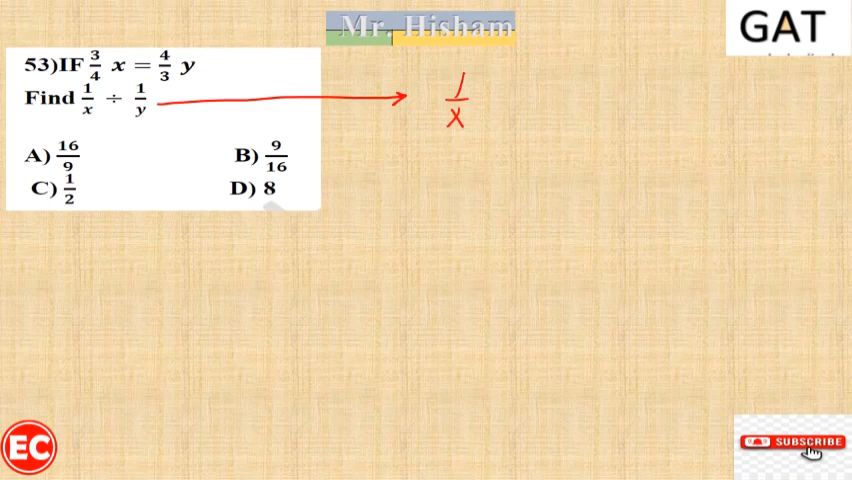 Mr. Hisham
GAT
53)IF 3/4 x = 4/3 y
Find 1/x ÷ 1/y
1/x
A) 16/9 B) 9/16
C) 1/2 D) 8
EC
SUBSCRIBE